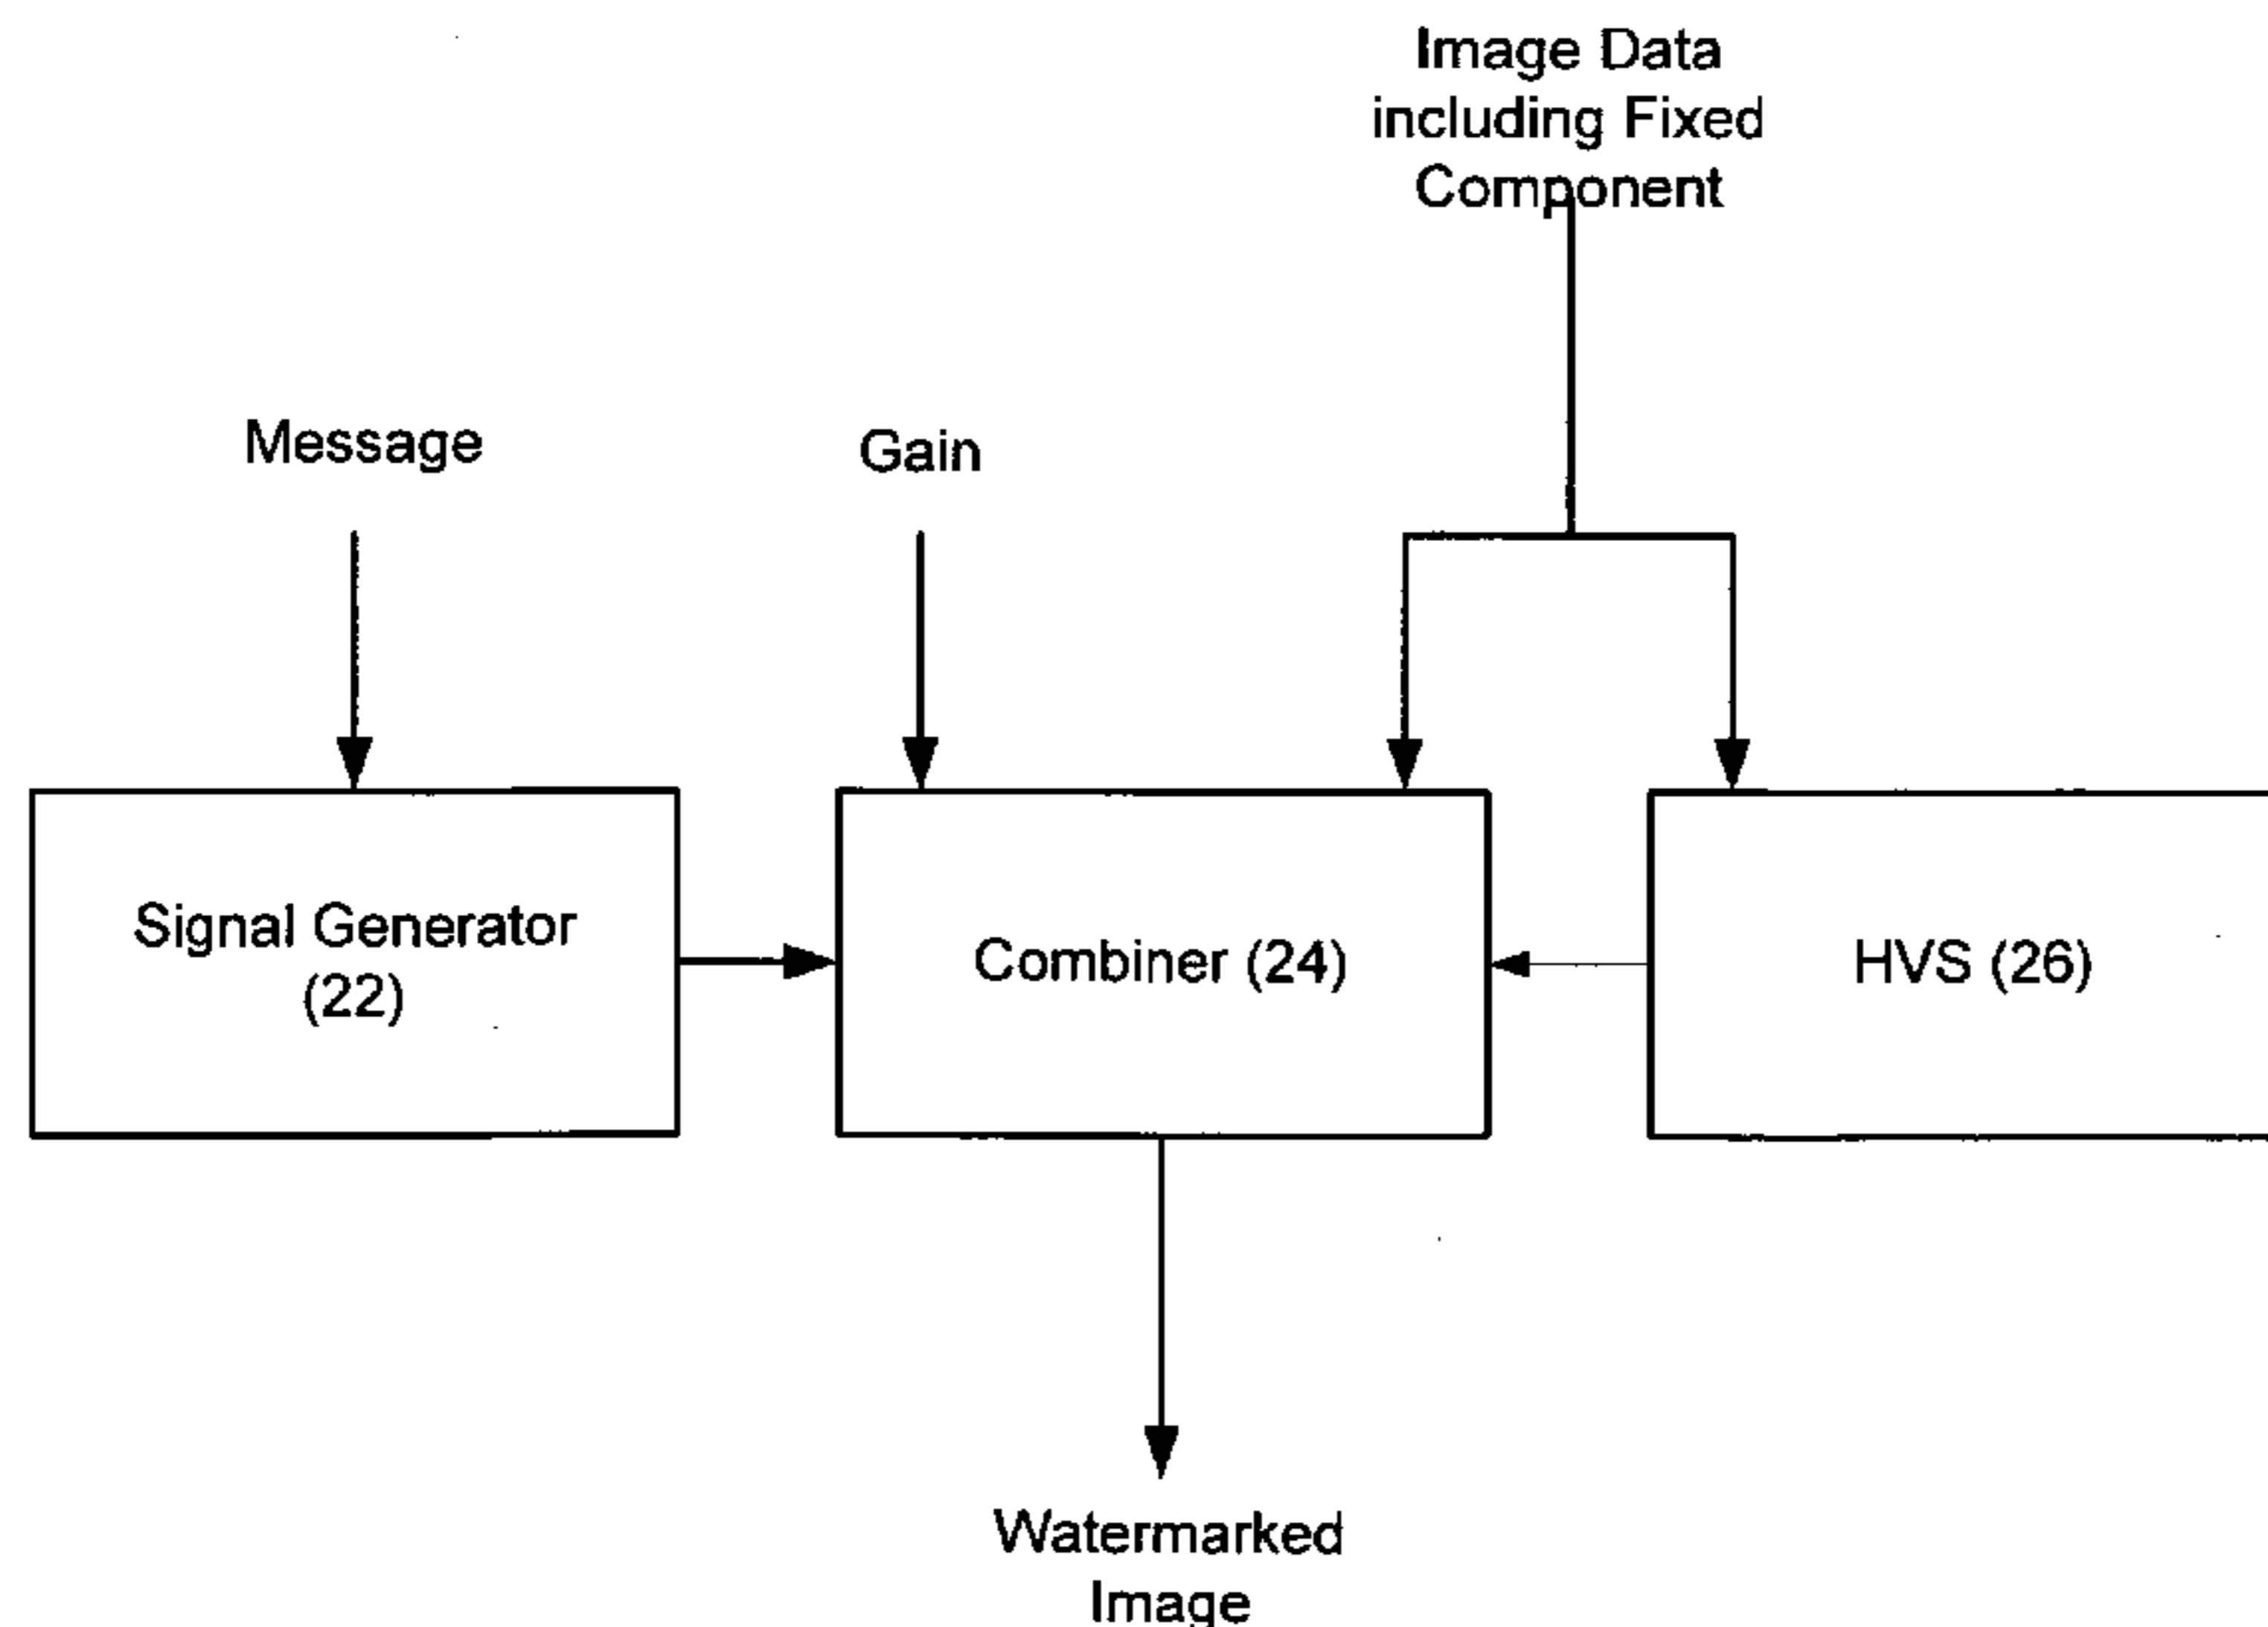 Image Data
including Fixed
Component
Message
Gain
Signal Generator
(22)
Combiner (24)
HVS (26)
Watermarked
Image